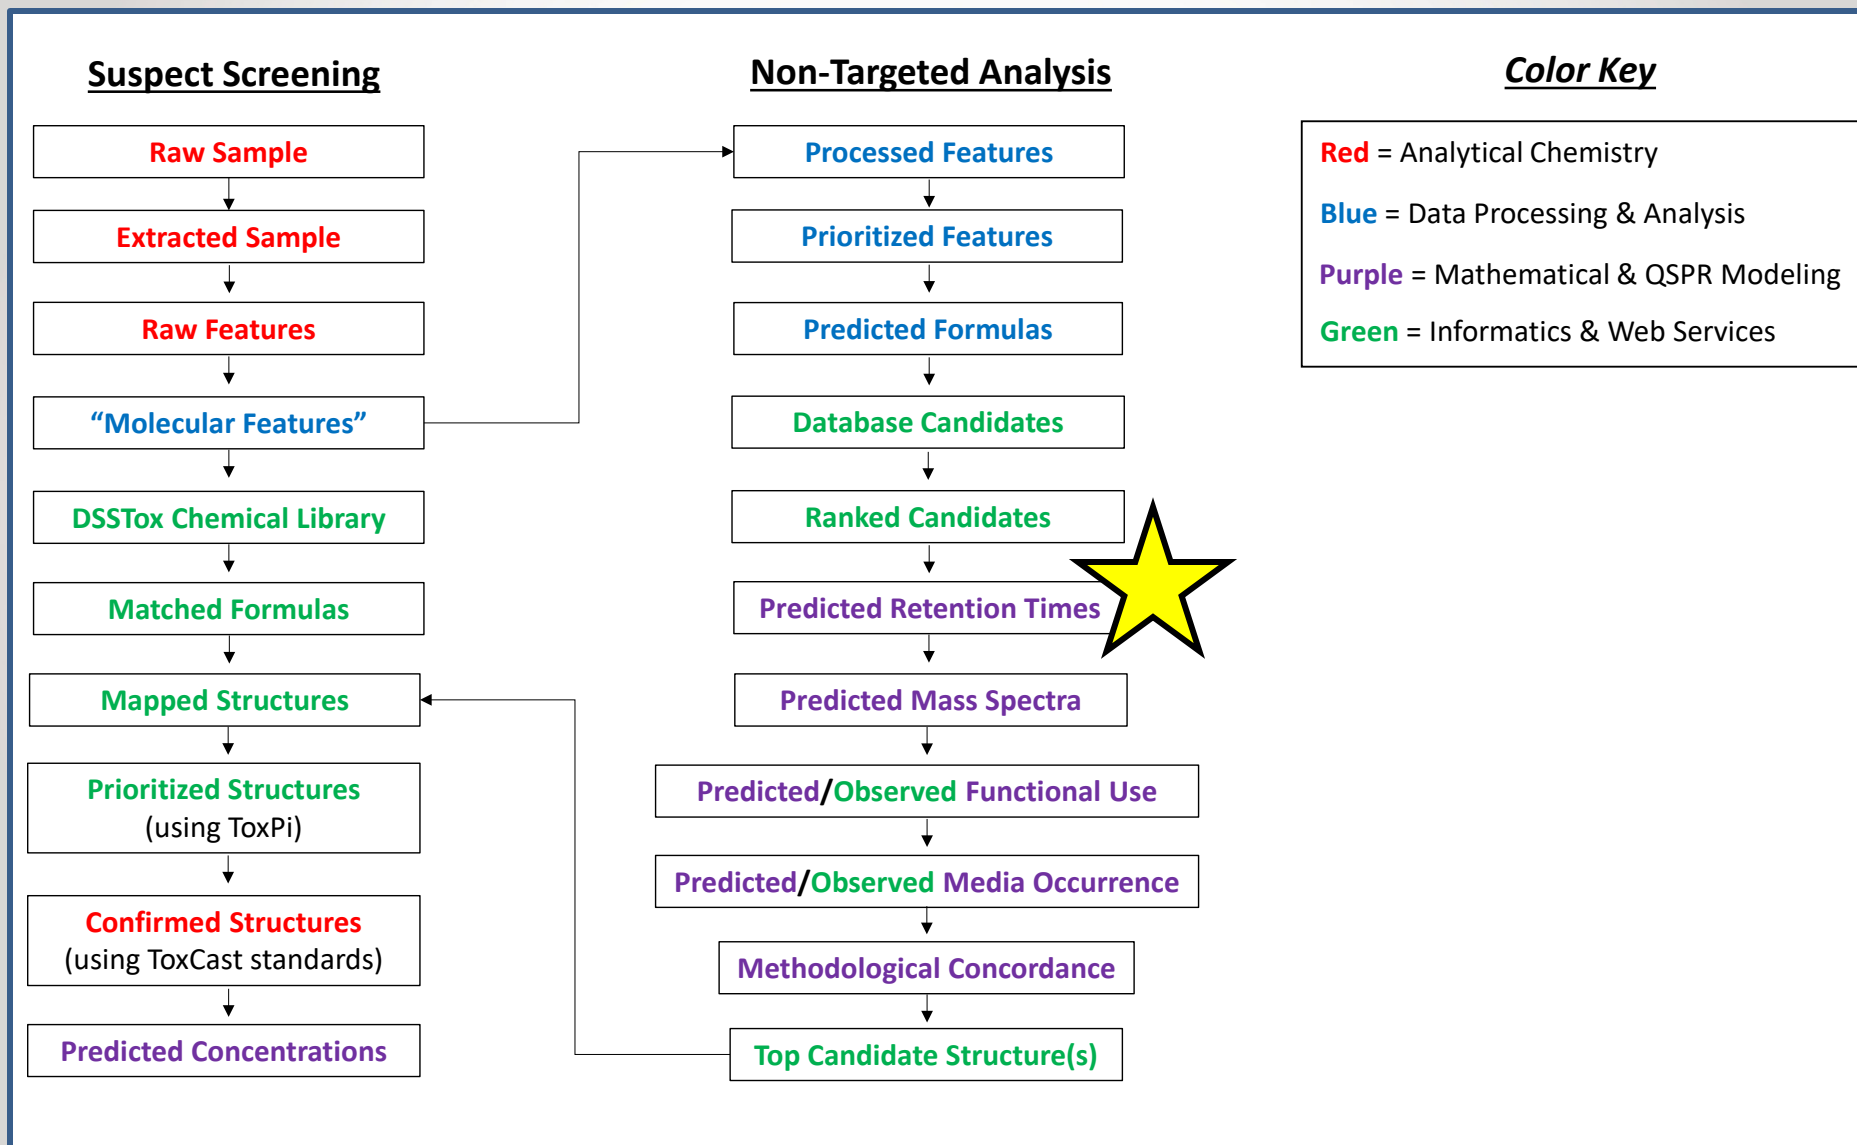 Suspect Screening
Raw Sample
Extracted Sample
Raw Features
“Molecular Features”
DSSTox Chemical Library
Matched Formulas
Mapped Structures
Prioritized Structures
(using ToxPi)
Confirmed Structures
(using ToxCast standards)
Predicted Concentrations
Non-Targeted Analysis
Processed Features
Prioritized Features
Predicted Formulas
Database Candidates
Ranked Candidates
Predicted Retention Times
Predicted Mass Spectra
Predicted/Observed Functional Use
Predicted/Observed Media Occurrence
Methodological Concordance
Top Candidate Structure(s)
Color Key
Red = Analytical Chemistry
Blue = Data Processing & Analysis
Purple = Mathematical & QSPR Modeling
Green = Informatics & Web Services